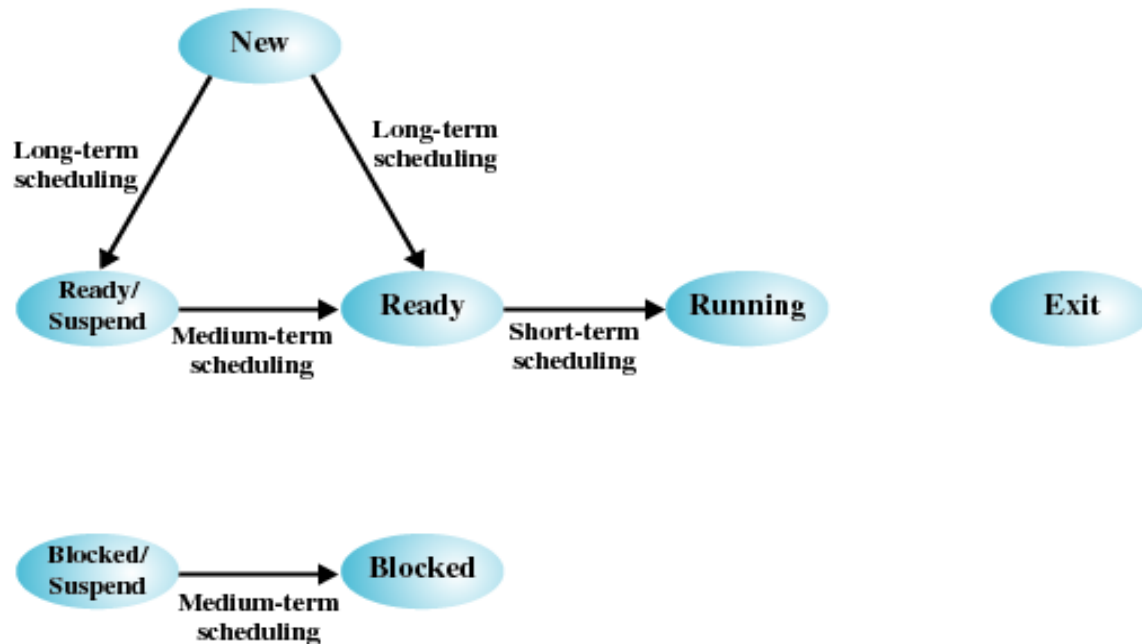 New
Long-term
scheduling
Long-term
scheduling
Ready/
Suspend
Medium-term
scheduling
Ready
Short-term
scheduling
Running
Exit
Blocked/
Suspend
Medium-term
scheduling
Blocked